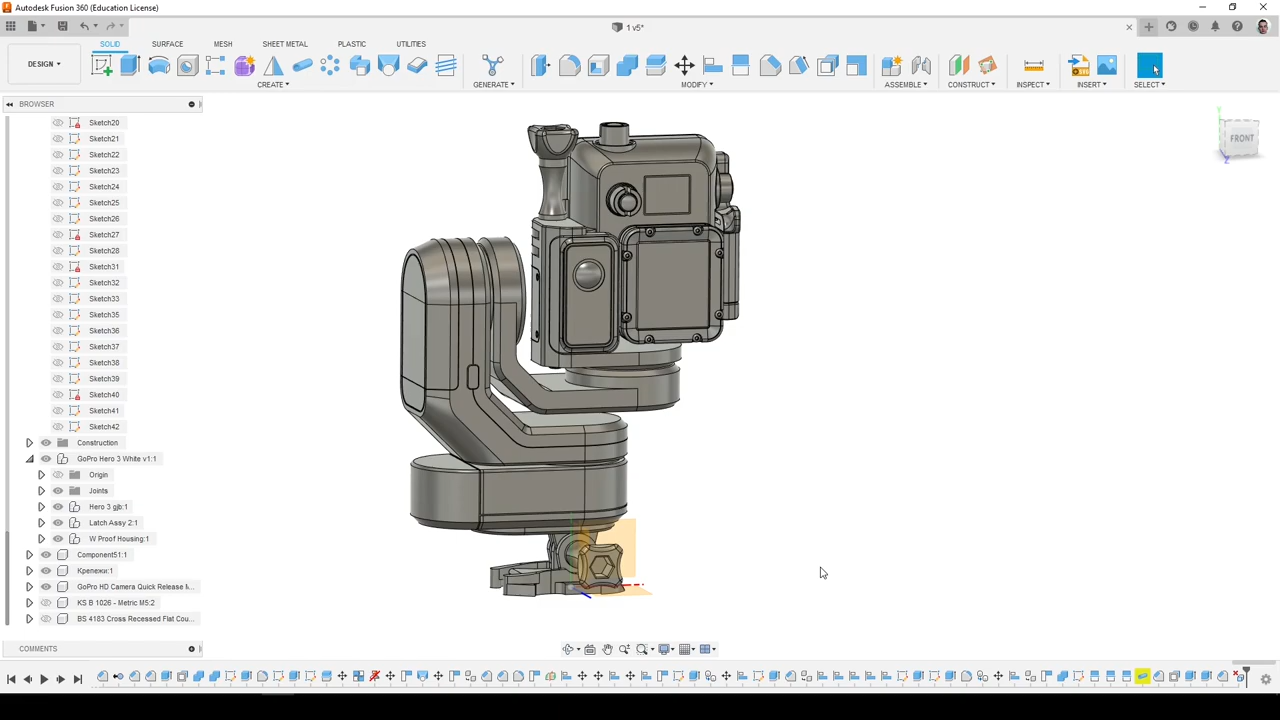 Autodesk Fusion 360 (Education License)
1 v5*
SOLID SURFACE MESH SHEET METAL PLASTIC UTILITIES
DESIGN
CREATE GENERATE MODIFY ASSEMBLE CONSTRUCT INSPECT INSERT SELECT
BROWSER
FRONT
Sketch20
Sketch21
Sketch22
Sketch23
Sketch24
Sketch25
Sketch26
Sketch27
Sketch28
Sketch31
Sketch32
Sketch33
Sketch35
Sketch36
Sketch37
Sketch38
Sketch39
Sketch40
Sketch41
Sketch42
Construction
GoPro Hero 3 White v1:1
Origin
Joints
Hero 3 gjb:1
Latch Assy 2:1
W Proof Housing:1
Component51:1
Крепежи:1
GoPro HD Camera Quick Release M...
KS B 1026 - Metric M5:2
BS 4183 Cross Recessed Flat Cou...
COMMENTS